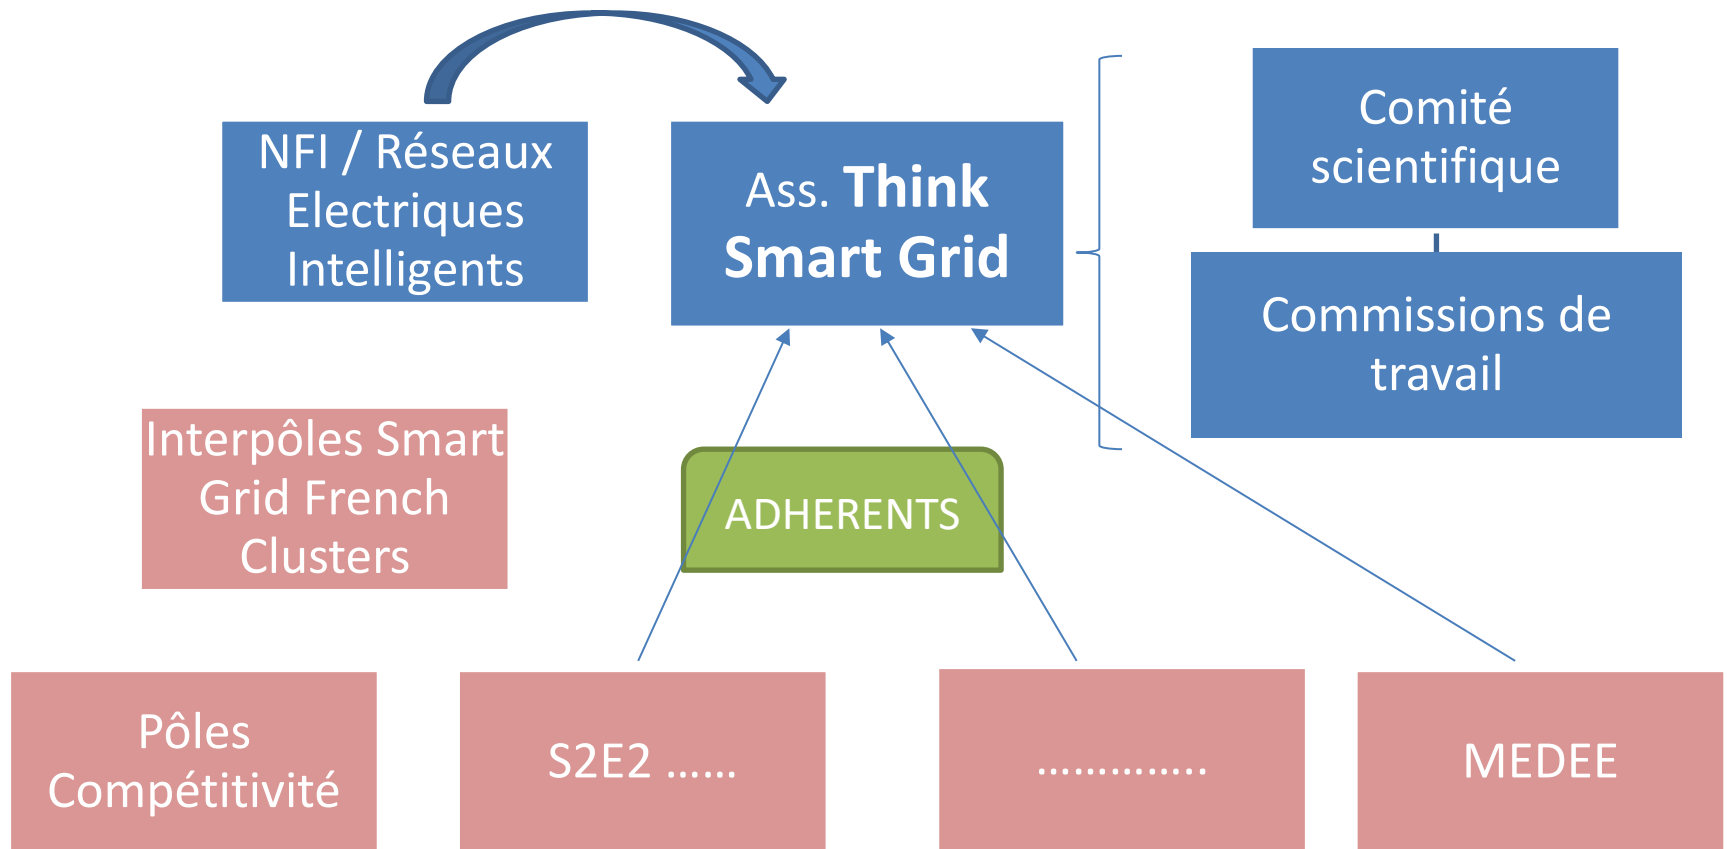 NFI / Réseaux
Electriques
Intelligents
Ass. Think
Smart Grid
Comité
scientifique
Commissions de
travail
Interpôles Smart
Grid French
Clusters
ADHERENTS
Pôles
Compétitivité
S2E2 ......
..............
MEDEE